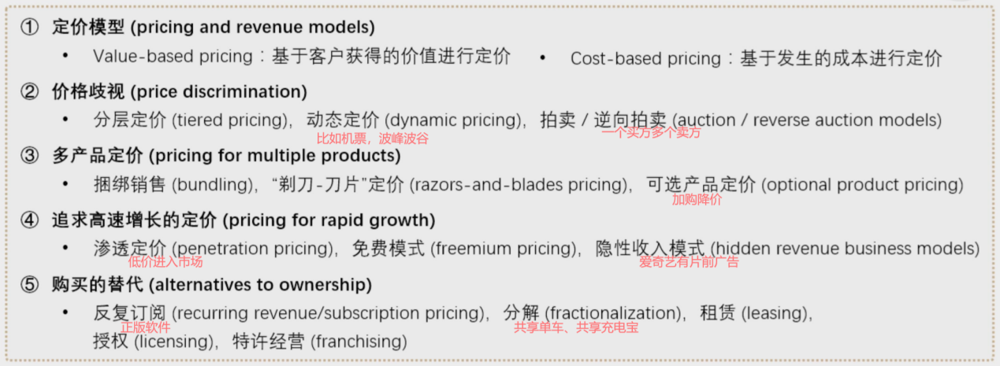 ① 定价模型 (pricing and revenue models)
• Value-based pricing：基于客户获得的价值进行定价 • Cost-based pricing：基于发生的成本进行定价
② 价格歧视 (price discrimination)
• 分层定价 (tiered pricing)，动态定价 (dynamic pricing)，拍卖 / 逆向拍卖 (auction / reverse auction models)
比如机票，波峰波谷 一个买方多个卖方
③ 多产品定价 (pricing for multiple products)
• 捆绑销售 (bundling)，“剃刀-刀片”定价 (razors-and-blades pricing)，可选产品定价 (optional product pricing)
加购降价
④ 追求高速增长的定价 (pricing for rapid growth)
• 渗透定价 (penetration pricing)，免费模式 (freemium pricing)，隐性收入模式 (hidden revenue business models)
低价进入市场 爱奇艺有片前广告
⑤ 购买的替代 (alternatives to ownership)
• 反复订阅 (recurring revenue/subscription pricing)，分解 (fractionalization)，租赁 (leasing)，
正版软件 共享单车、共享充电宝
授权 (licensing)，特许经营 (franchising)